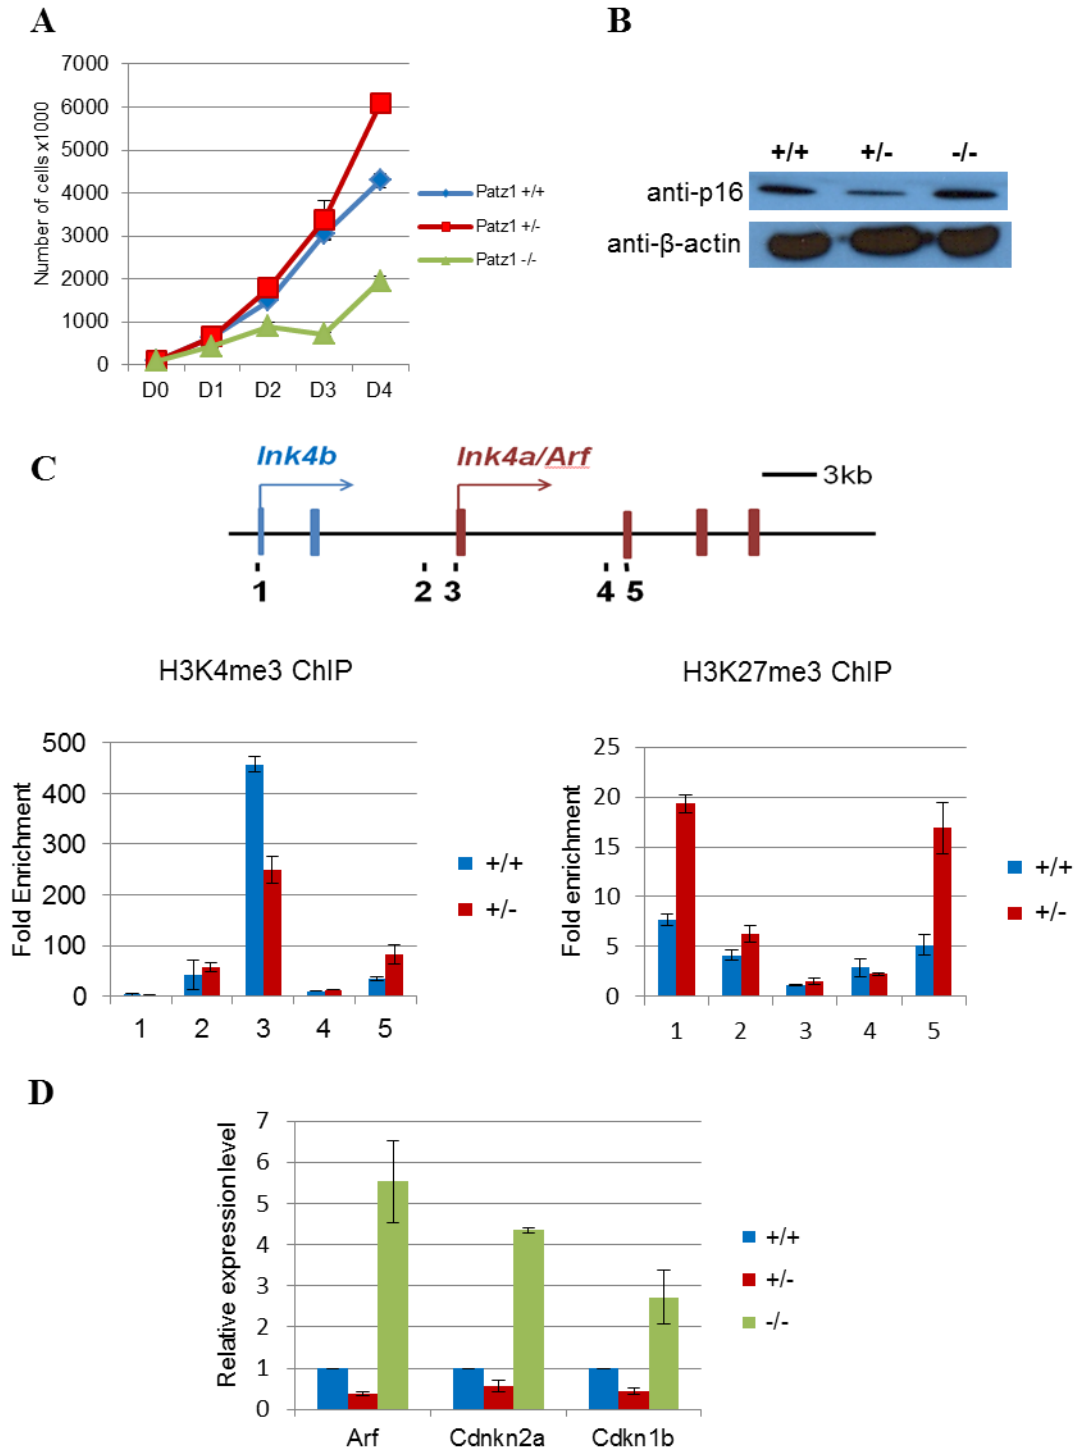 A
B
7000
6000
5000
4000
3000
2000
1000
0
Number of cells x1000
D0 D1 D2 D3 D4
Patz1 +/+
Patz1 +/-
Patz1 -/-
+/+ +/- -/-
anti-p16
anti-β-actin
C
Ink4b
Ink4a/Arf
3kb
1 2 3 4 5
H3K4me3 ChIP
500
400
300
200
100
0
Fold Enrichment
1 2 3 4 5
+/+
+/-
H3K27me3 ChIP
25
20
15
10
5
0
Fold enrichment
1 2 3 4 5
+/+
+/-
D
7
6
5
4
3
2
1
0
Relative expression level
Arf Cdnkn2a Cdkn1b
+/+
+/-
-/-